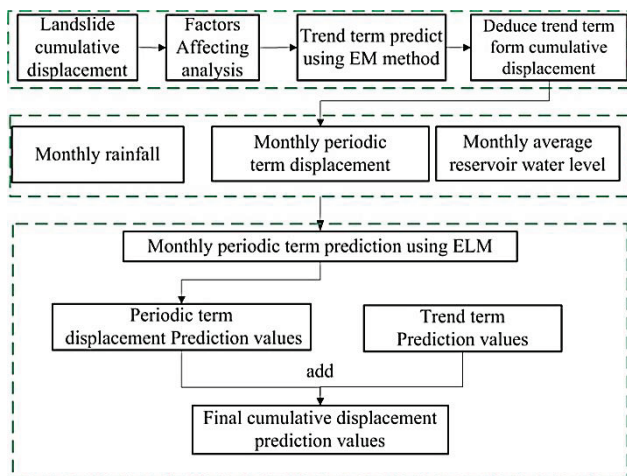 Landslide
cumulative
displacement
Factors
Affecting
analysis
Trend term predict
using EM method
Deduce trend term
form cumulative
displacement
Monthly rainfall
Monthly periodic
term displacement
Monthly average
reservoir water level
Monthly periodic term prediction using ELM
Periodic term
displacement Prediction values
Trend term
Prediction values
add
Final cumulative displacement
prediction values